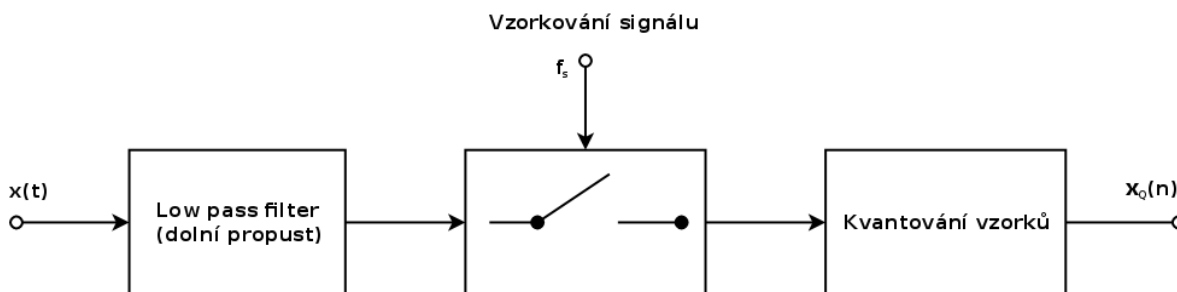 Vzorkování signálu
fs
x(t)
Low pass filter
(dolní propust)
Kvantování vzorků
xQ(n)